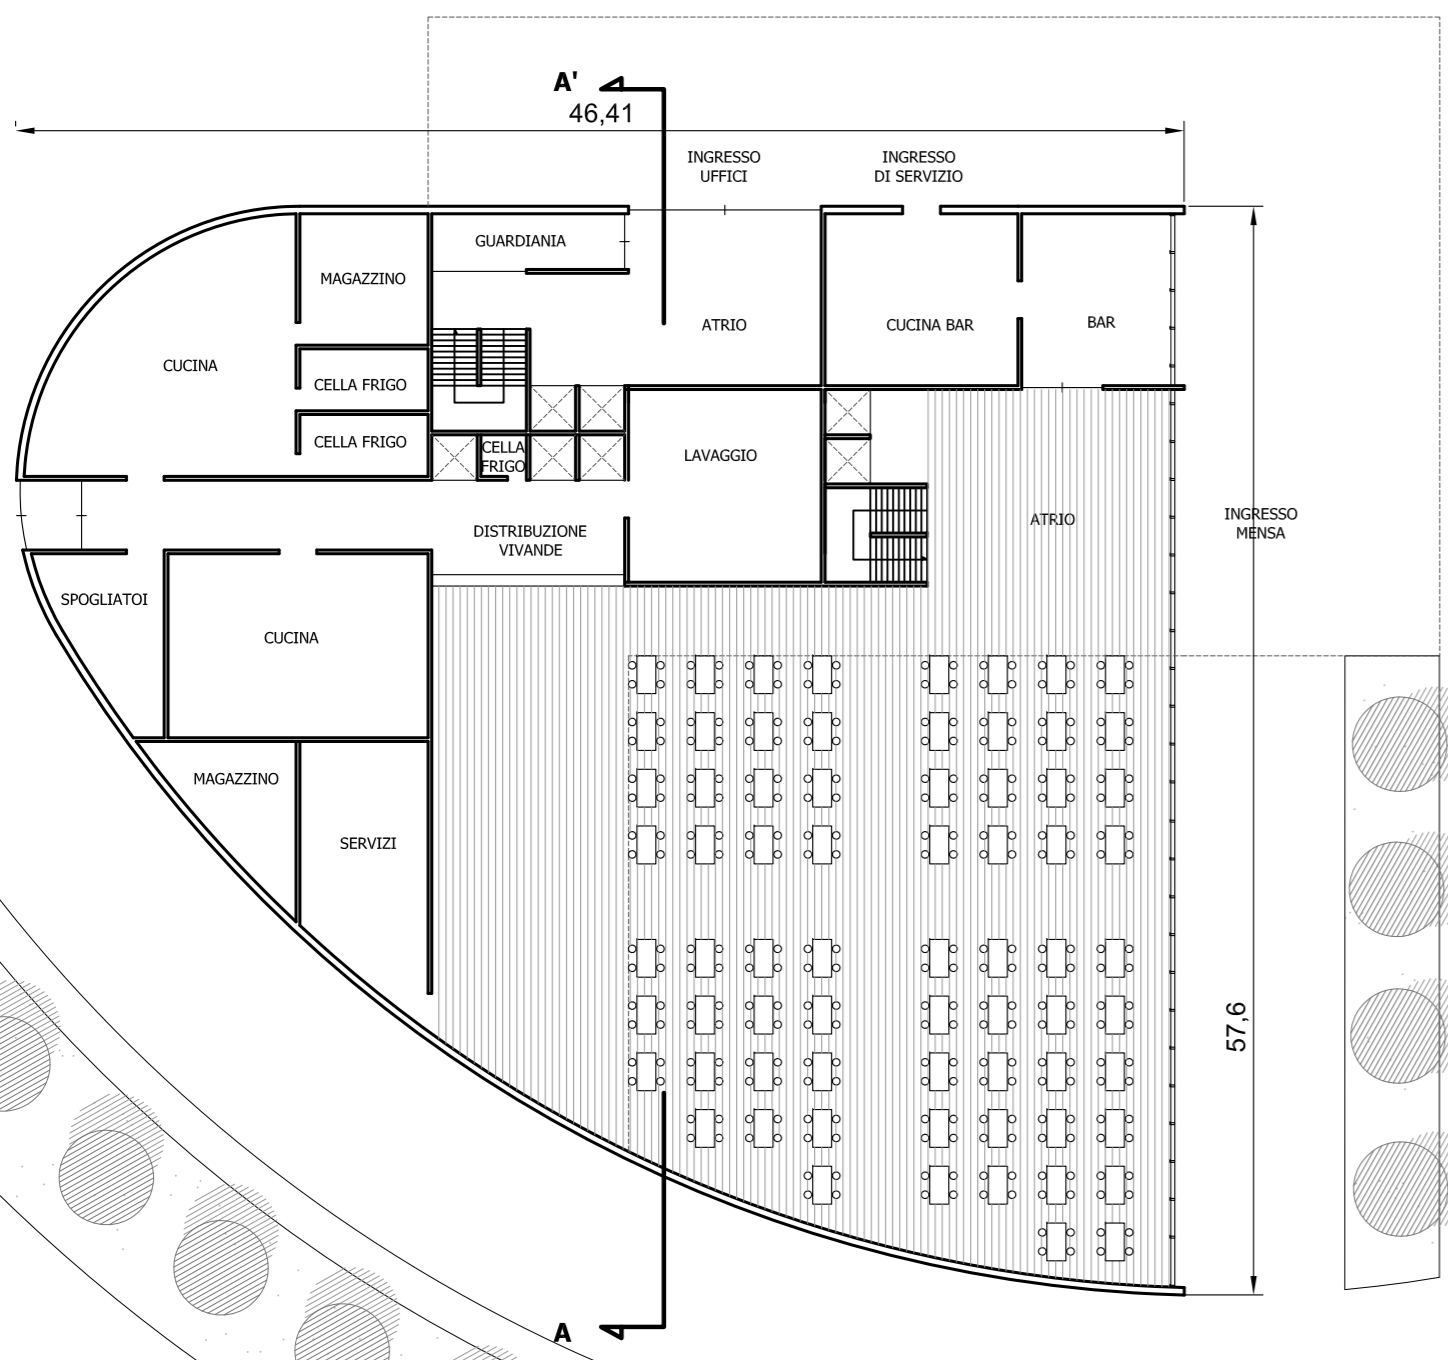 A'
46,41
INGRESSO
UFFICI
INGRESSO
DI SERVIZIO
GUARDIANIA
MAGAZZINO
ATRIO
CUCINA BAR
BAR
CUCINA
CELLA FRIGO
CELLA FRIGO
CELLA
FRIGO
LAVAGGIO
DISTRIBUZIONE
VIVANDE
ATRIO
INGRESSO
MENSA
SPOGLIATOI
CUCINA
MAGAZZINO
SERVIZI
57,6
A